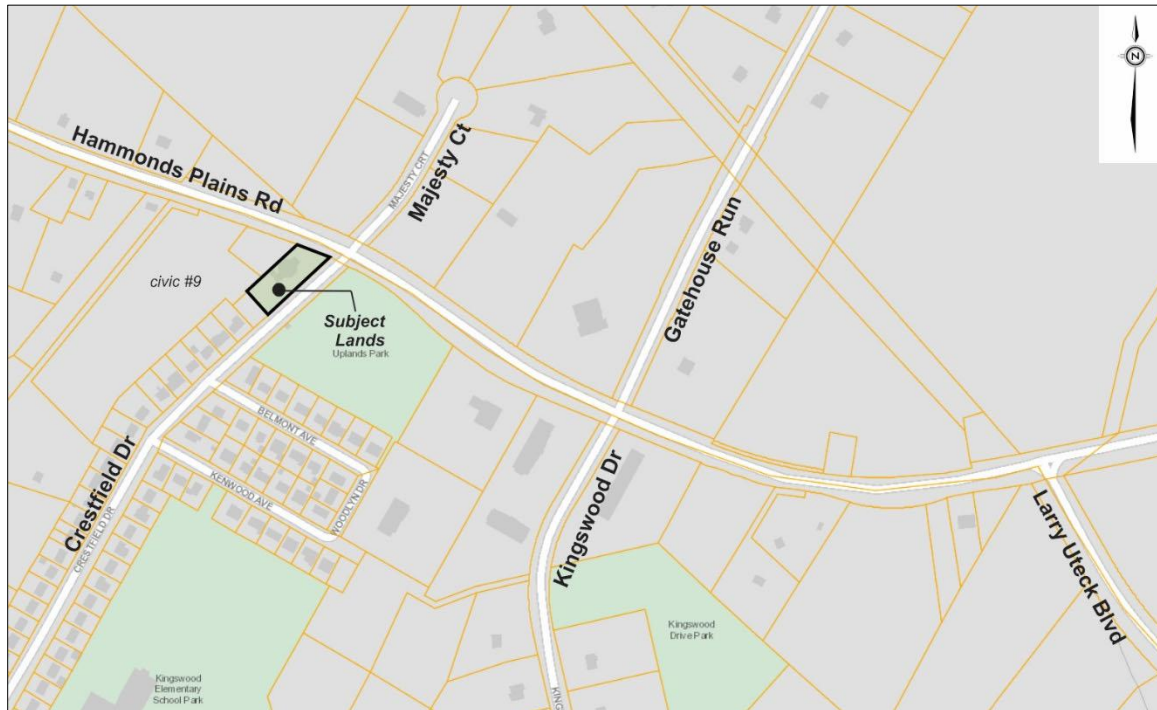 N
Hammonds Plains Rd
MAJESTY CRT
Majesty Ct
Gatehouse Run
civic #9
Subject
Lands
Uplands Park
BELMONT AVE
KENWOOD AVE
WOODLYN DR
Crestfield Dr
CRESTFIELD DR
Kingswood Dr
Larry Uteck Blvd
Kingswood
Drive Park
Kingswood
Elementary
School Park
KING